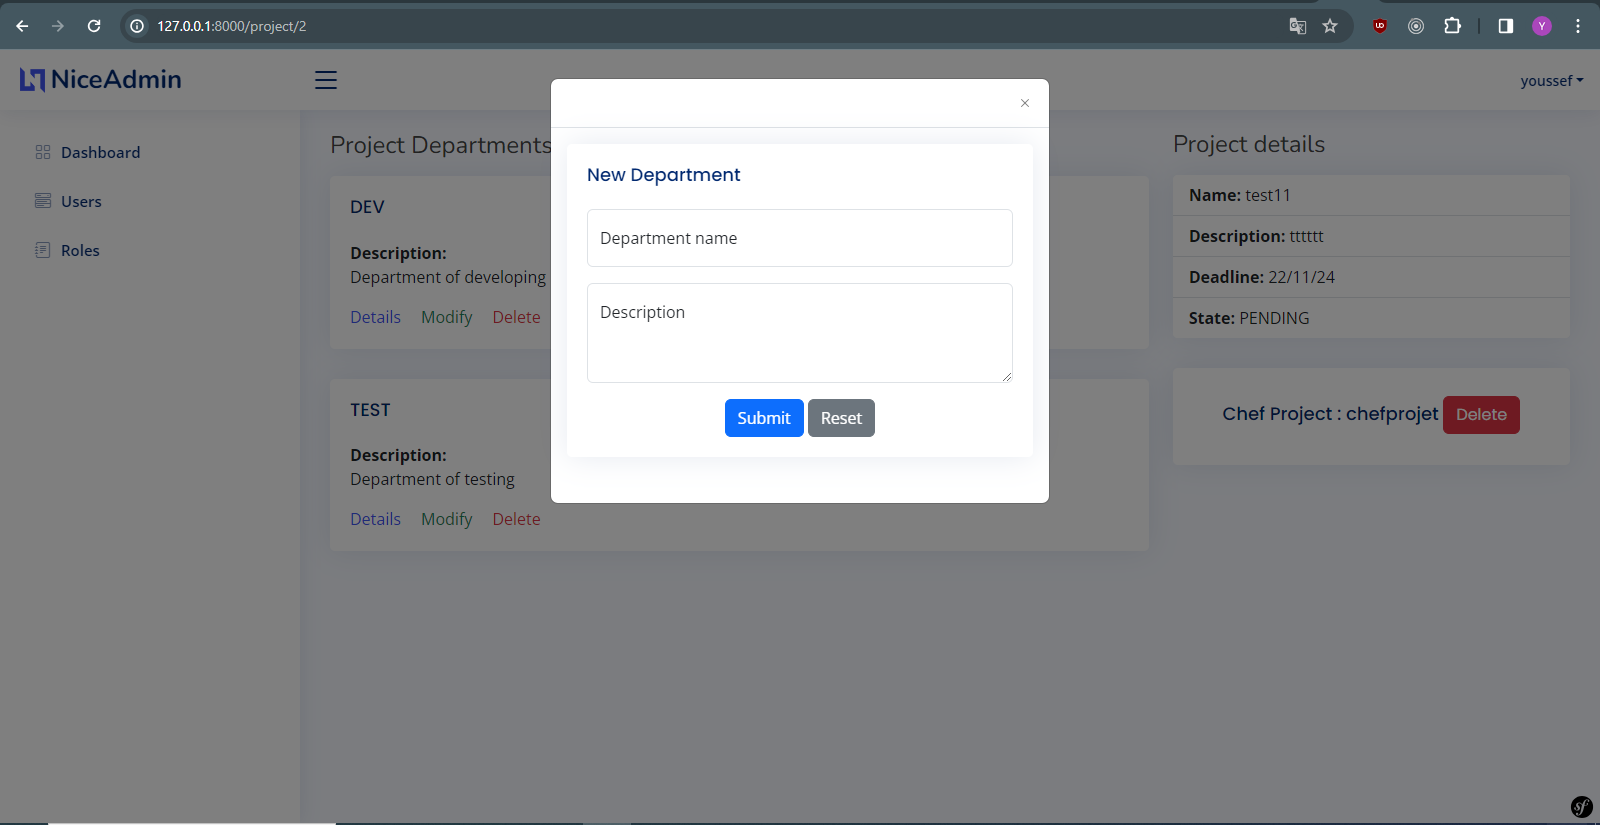 127.0.0.1:8000/project/2
UD
Y
NiceAdmin
youssef
Dashboard
Users
Roles
Project Departments
DEV
Description:
Department of developing
Details Modify Delete
TEST
Description:
Department of testing
Details Modify Delete
×
New Department
Department name
Description
Submit Reset
Project details
Name: test11
Description: tttttt
Deadline: 22/11/24
State: PENDING
Chef Project : chefprojet Delete
sf